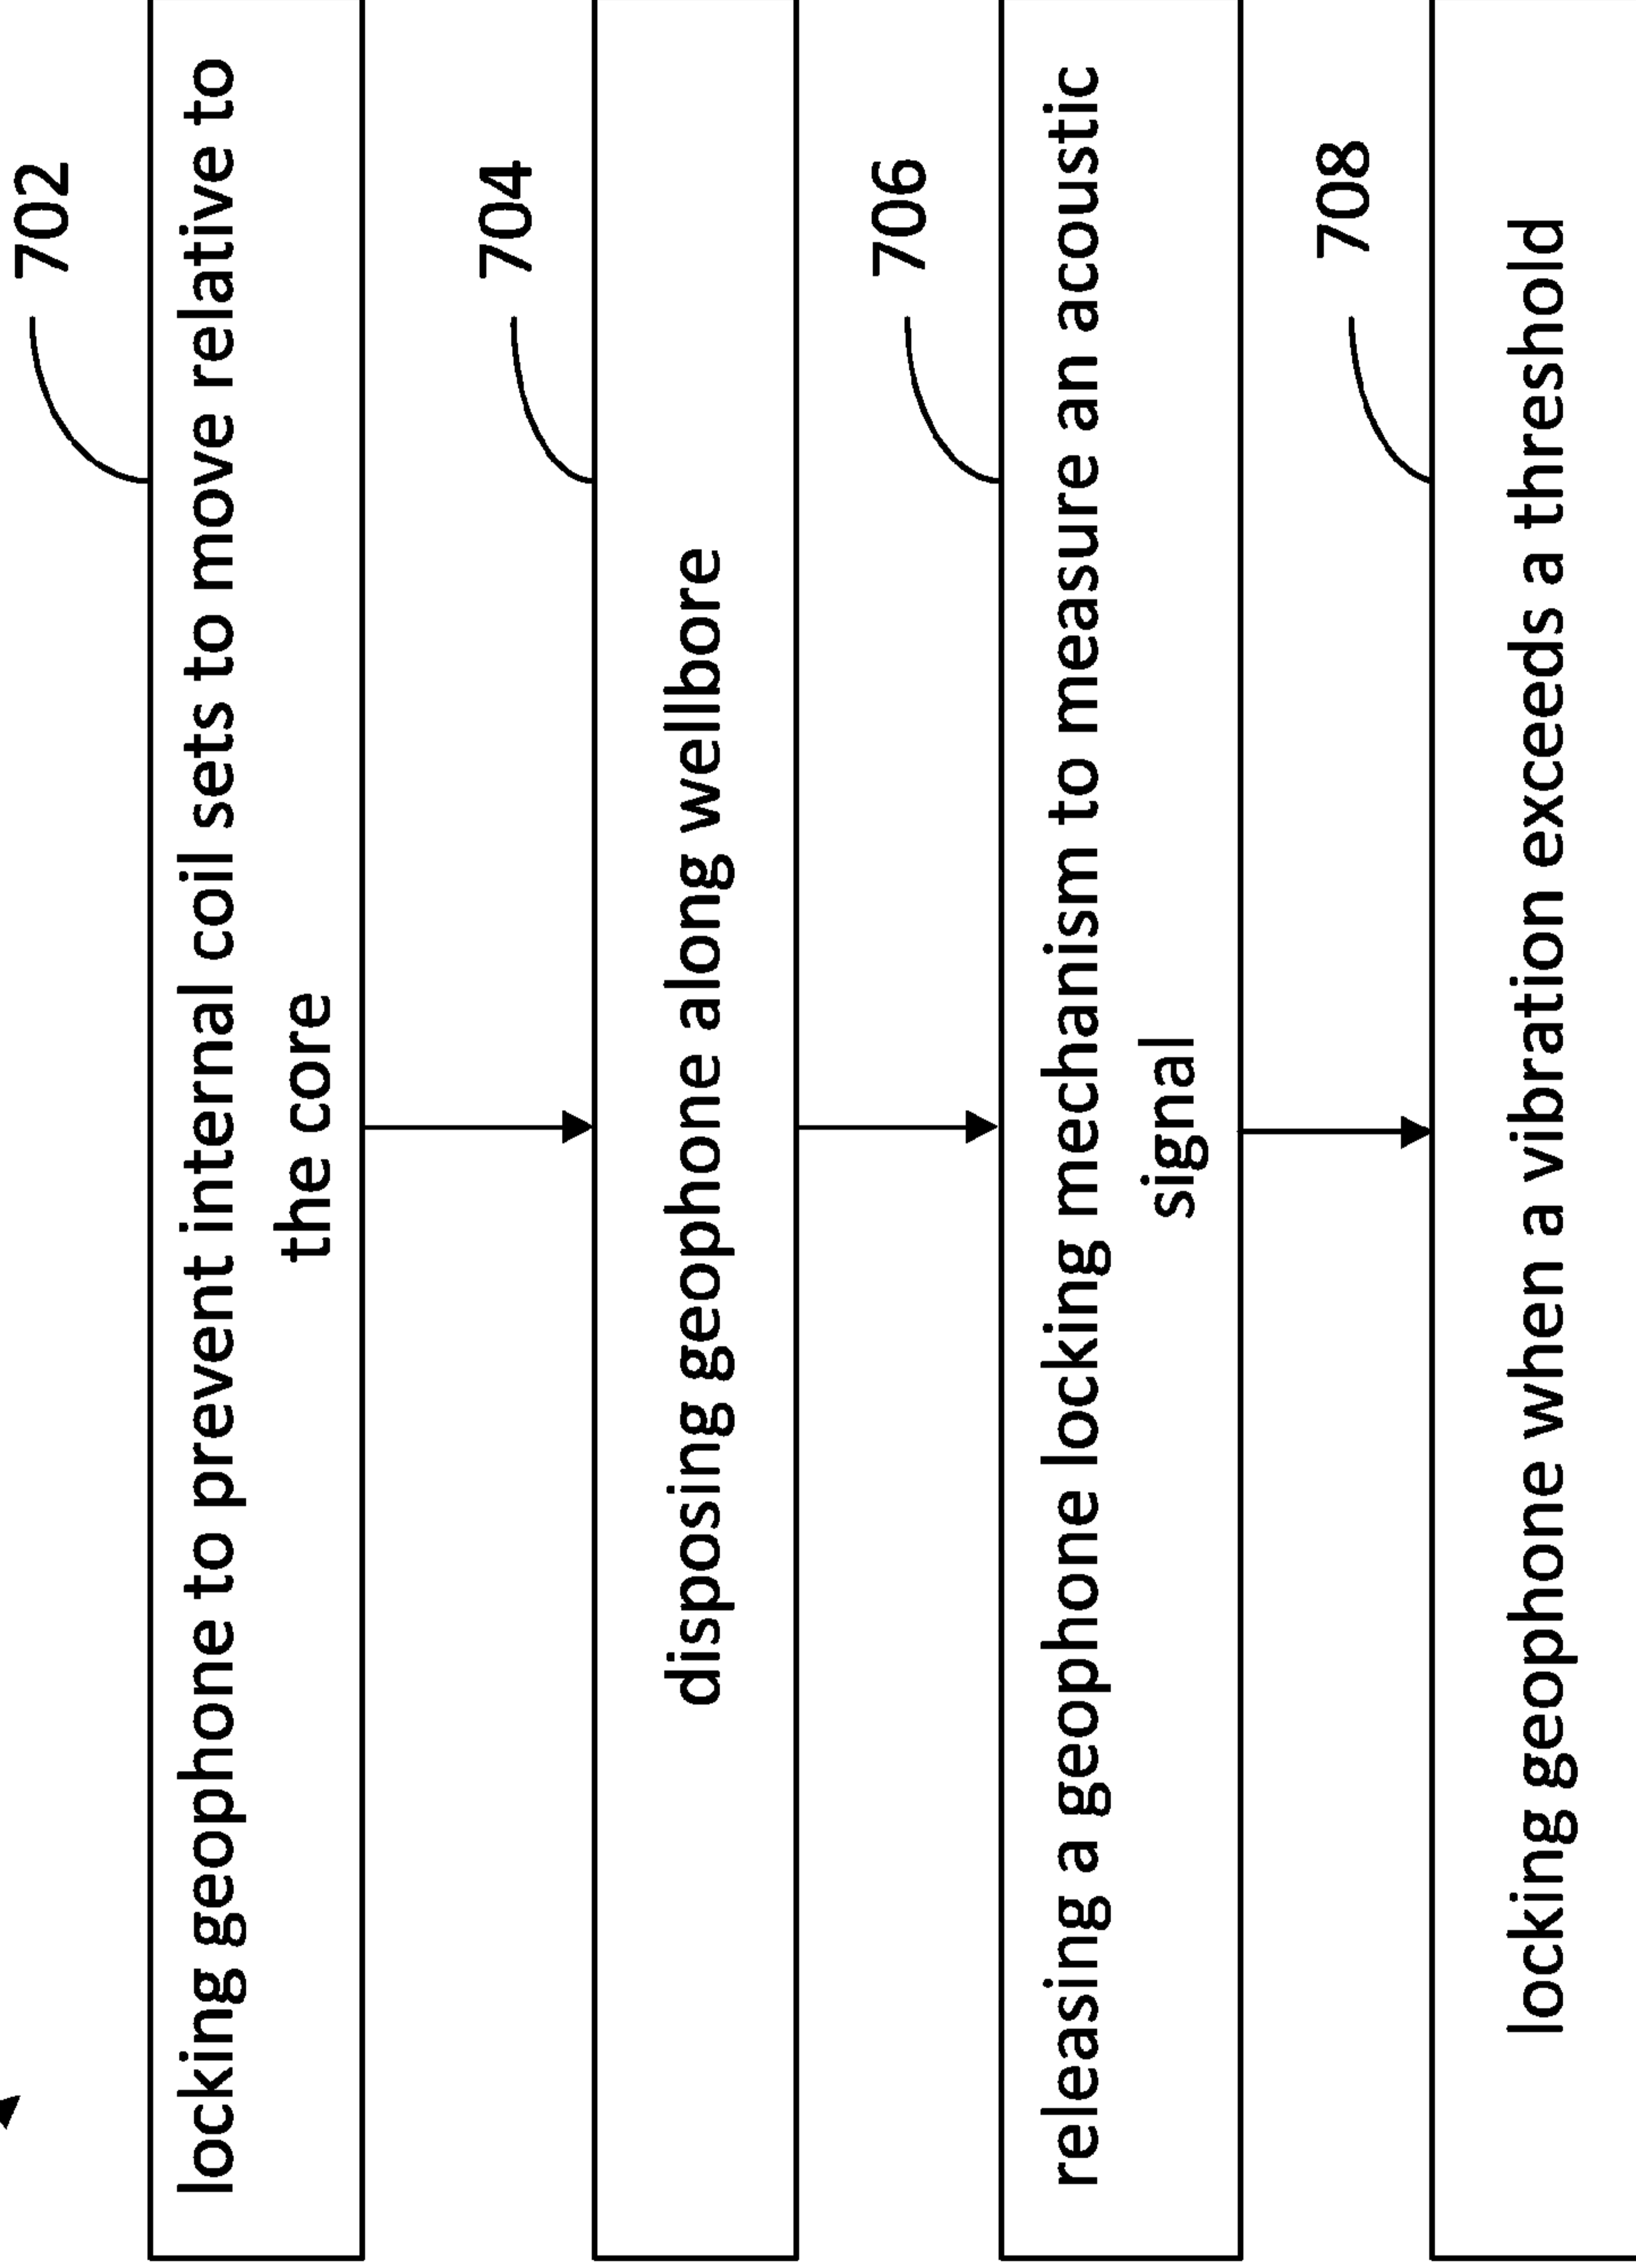 702
locking geophone to prevent internal coil sets to move relative to
the core
704
disposing geophone along wellbore
706
releasing a geophone locking mechanism to measure an acoustic
signal
708
locking geophone when a vibration exceeds a threshold